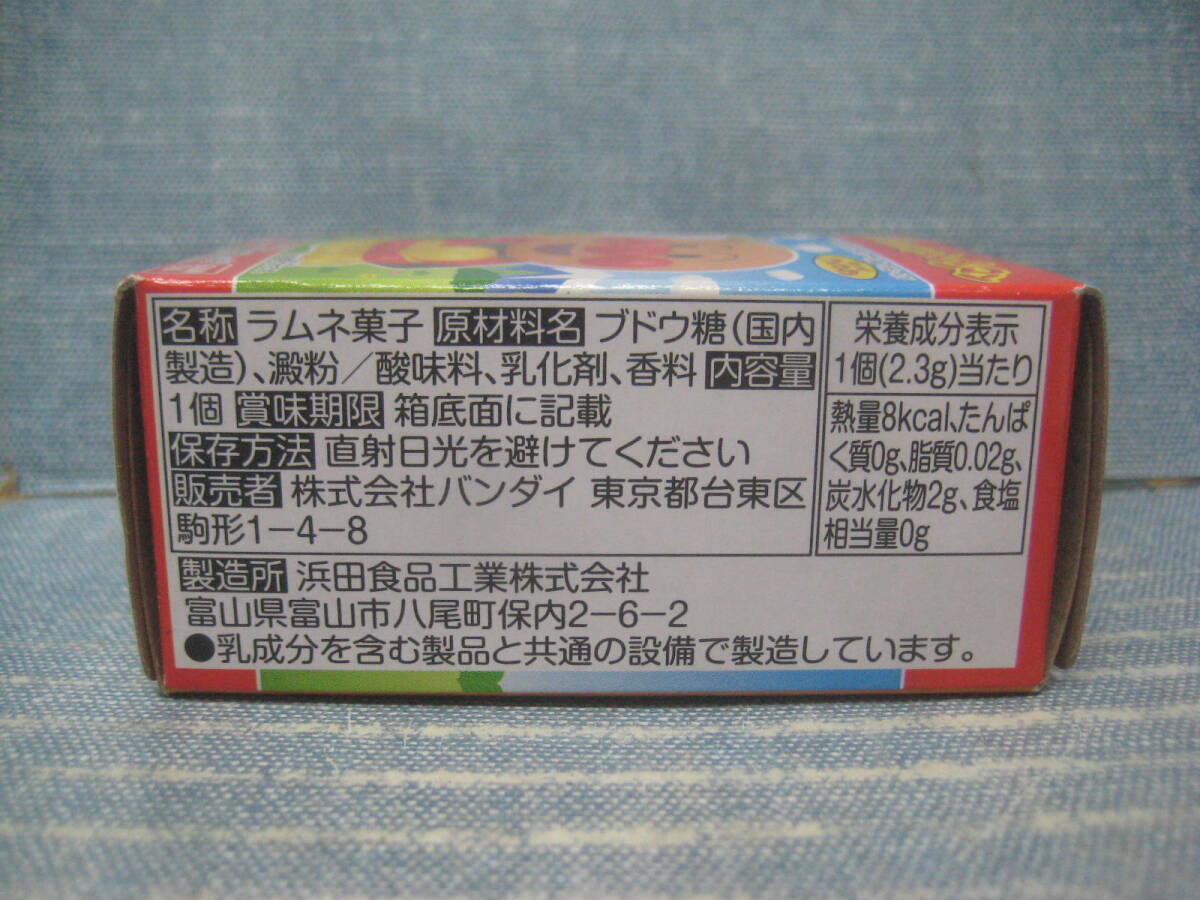 名称 ラムネ菓子 原材料名 ブドウ糖(国内
製造)、澱粉/酸味料、乳化剤、香料 内容量
1個 賞味期限 箱底面に記載
保存方法 直射日光を避けてください
販売者 株式会社バンダイ 東京都台東区
駒形1-4-8
栄養成分表示
1個(2.3g)当たり
熱量8kcal、たんぱ
く質0g、脂質0.02g、
炭水化物2g、食塩
相当量0g
製造所 浜田食品工業株式会社
富山県富山市八尾町保内2-6-2
●乳成分を含む製品と共通の設備で製造しています。